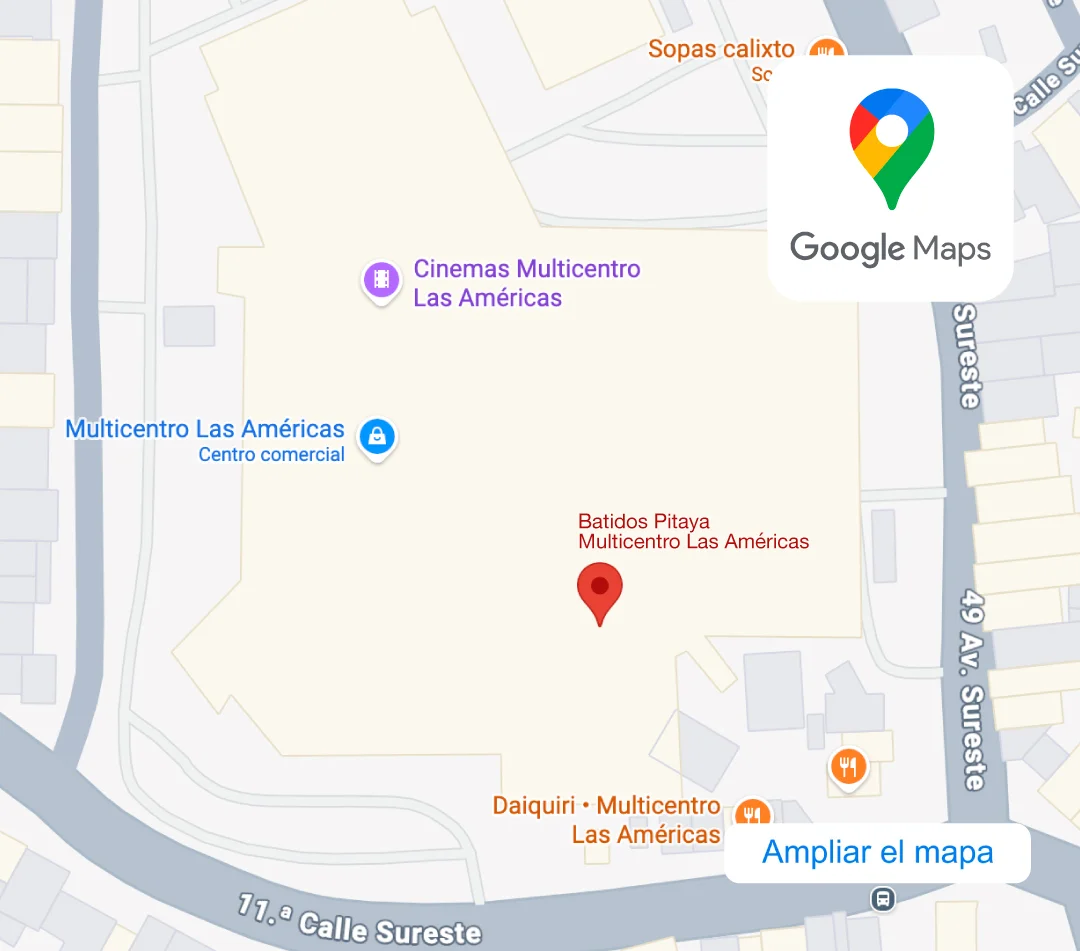 Sopas calixto
Calle Su
Google Maps
Cinemas Multicentro
Las Américas
Sureste
Multicentro Las Américas
Centro comercial
Batidos Pitaya
Multicentro Las Américas
49 Av. Sureste
Daiquiri • Multicentro
Las Américas
Ampliar el mapa
11.ª Calle Sureste